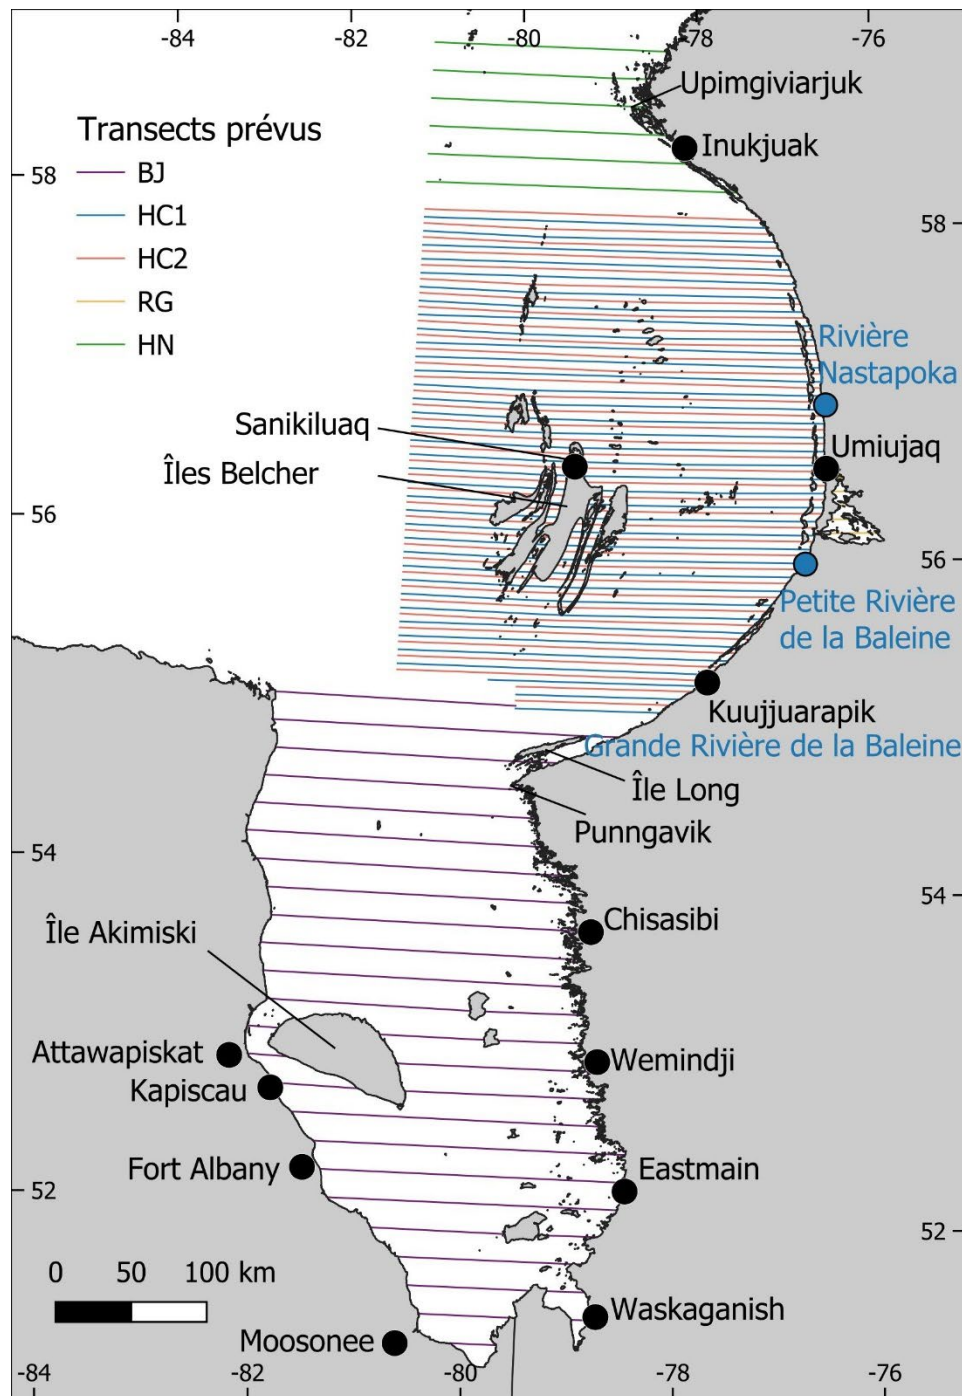 -84 -82 -80 -78 -76
Upimgiviarjuk
Transects prévus
Inukjuak
BJ
58
HC1
58
HC2
RG
Rivière
Nastapoka
HN
Sanikiluaq
Umiujaq
Îles Belcher
56
56
Petite Rivière
de la Baleine
Kuujjuarapik
Grande Rivière de la Baleine
Île Long
Punngavik
54
54
Chisasibi
Île Akimiski
Attawapiskat
Wemindji
Kapiscau
Fort Albany
Eastmain
52
52
0 50 100 km
Waskaganish
Moosonee
-84 -82 -80 -78 -76